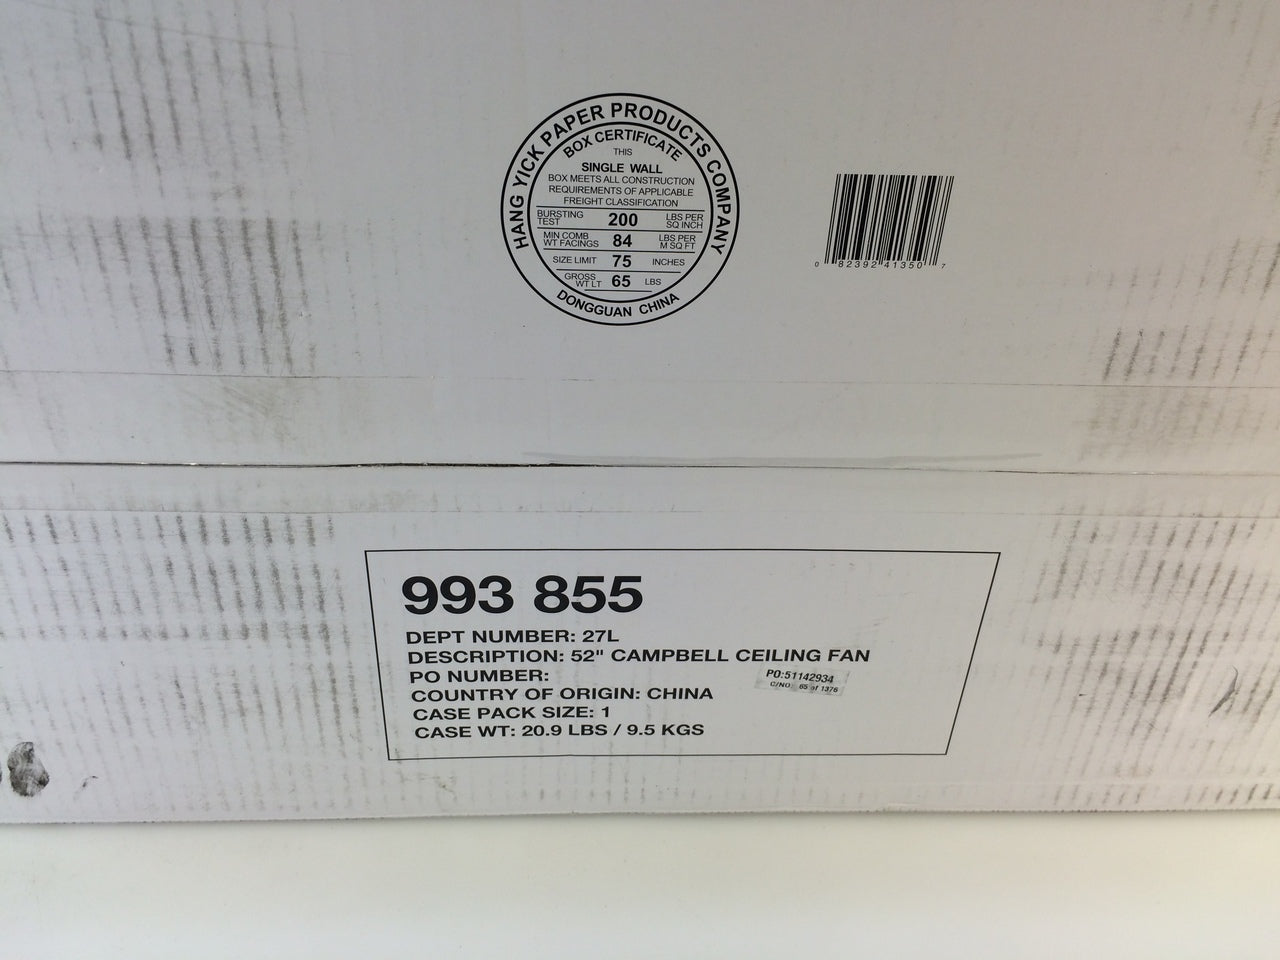 HANG YICK PAPER PRODUCTS COMPANY
BOX CERTIFICATE
THIS
SINGLE WALL
BOX MEETS ALL CONSTRUCTION
REQUIREMENTS OF APPLICABLE
FREIGHT CLASSIFICATION
BURSTING TEST 200 LBS PER SQ INCH
MIN COMB WT FACINGS 84 LBS PER M SQ FT
SIZE LIMIT 75 INCHES
GROSS WT LT 65 LBS
DONGGUAN CHINA
0 82392 41350 7
993 855
DEPT NUMBER: 27L
DESCRIPTION: 52" CAMPBELL CEILING FAN
PO NUMBER:
PO:51142934
C/NO. 65 of 1376
COUNTRY OF ORIGIN: CHINA
CASE PACK SIZE: 1
CASE WT: 20.9 LBS / 9.5 KGS